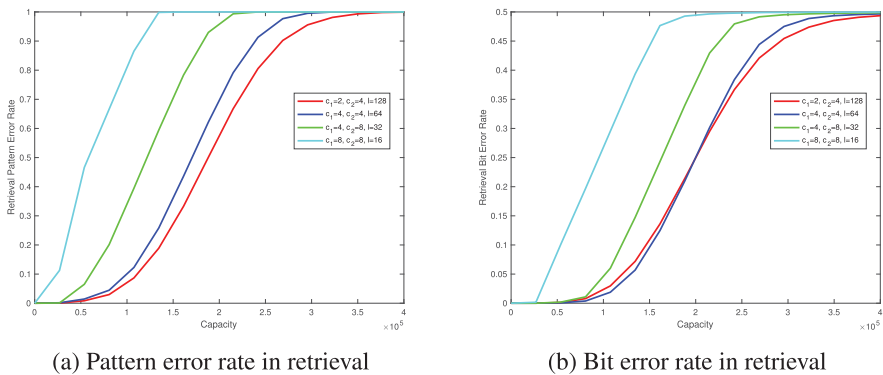 1
0.9
0.8
0.7
0.6
0.5
0.4
0.3
0.2
0.1
0
Retrieval Pattern Error Rate
c1=2, c2=4, l=128
c1=4, c2=4, l=64
c1=4, c2=8, l=32
c1=8, c2=8, l=16
0 0.5 1 1.5 2 2.5 3 3.5 4
Capacity
×10^5
(a) Pattern error rate in retrieval
0.5
0.45
0.4
0.35
0.3
0.25
0.2
0.15
0.1
0.05
0
Retrieval Bit Error Rate
c1=2, c2=4, l=128
c1=4, c2=4, l=64
c1=4, c2=8, l=32
c1=8, c2=8, l=16
0 0.5 1 1.5 2 2.5 3 3.5 4
Capacity
×10^5
(b) Bit error rate in retrieval